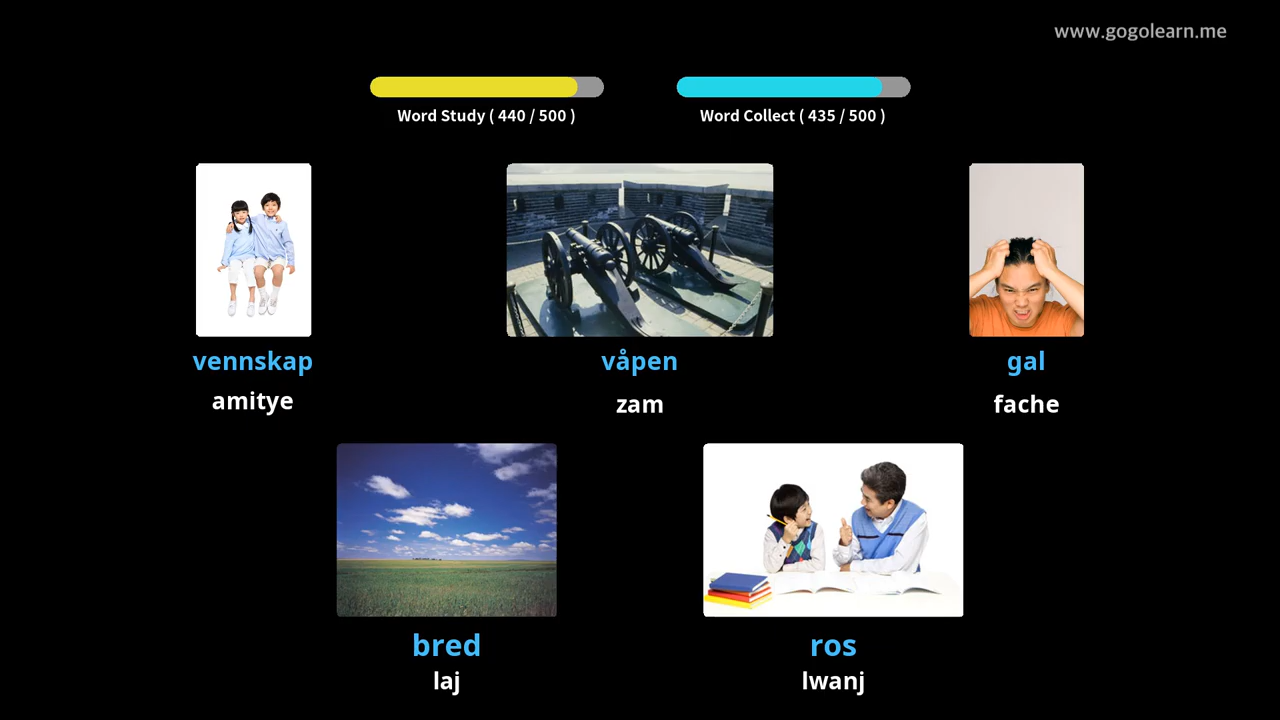 www.gogolearn.me
Word Study ( 440 / 500 )
Word Collect ( 435 / 500 )
vennskap
amitye
våpen
zam
gal
fache
bred
laj
ros
lwanj